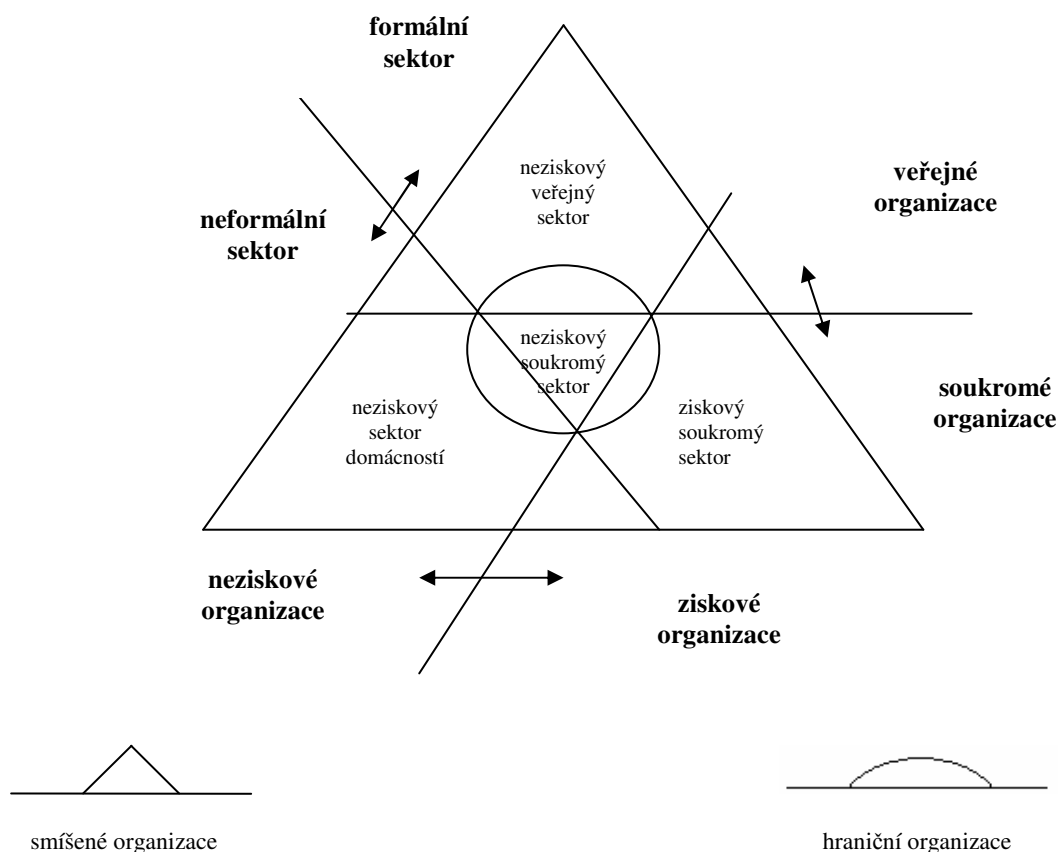 formální
sektor
neziskový
veřejný
sektor
veřejné
organizace
neformální
sektor
neziskový
soukromý
sektor
soukromé
organizace
neziskový
sektor
domácností
ziskový
soukromý
sektor
neziskové
organizace
ziskové
organizace
smíšené organizace
hraniční organizace